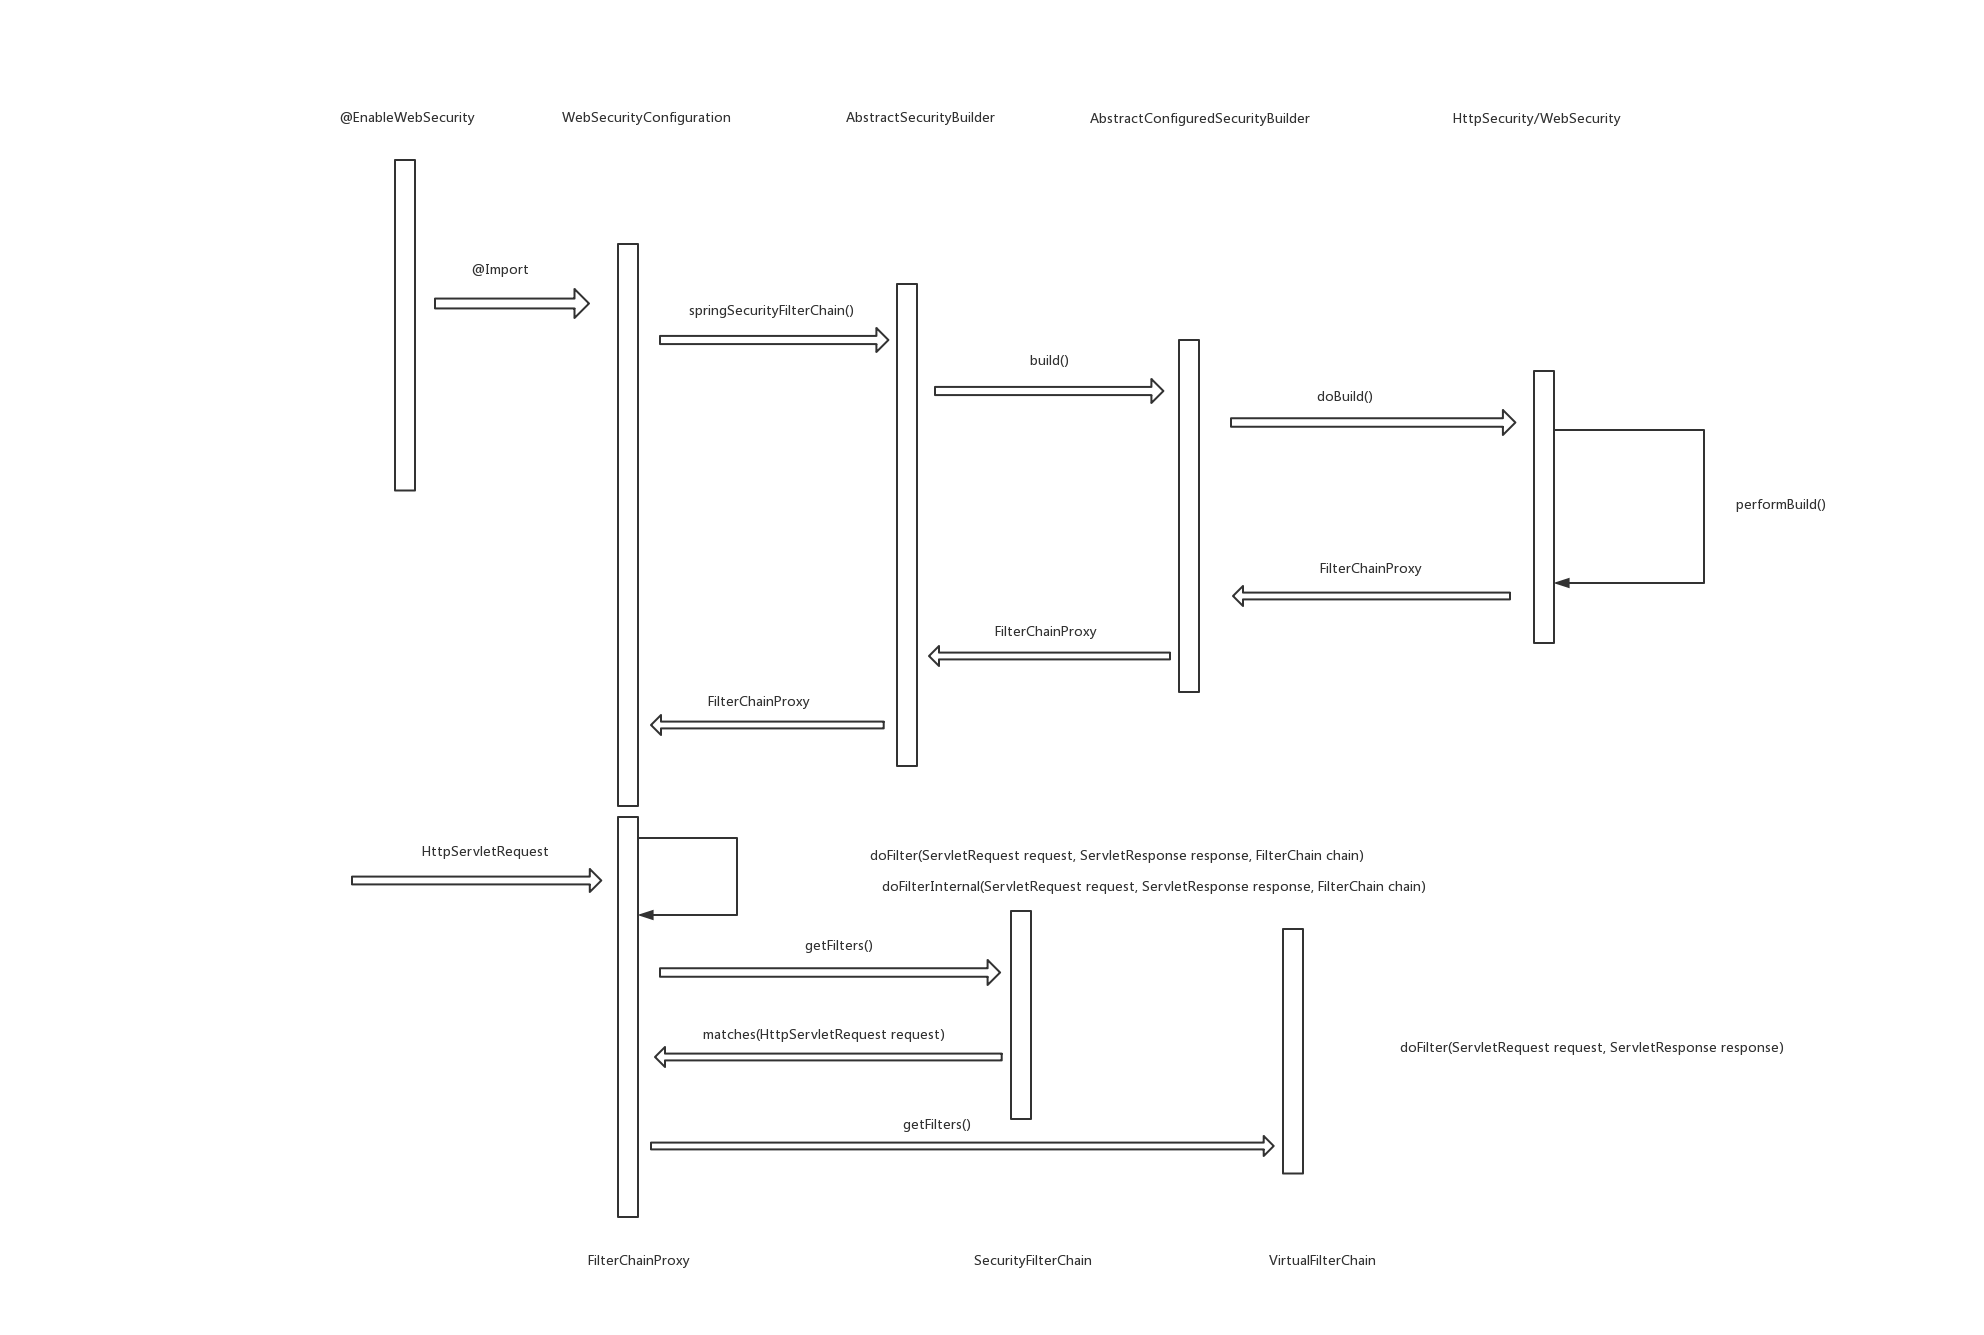 @EnableWebSecurity
WebSecurityConfiguration
AbstractSecurityBuilder
AbstractConfiguredSecurityBuilder
HttpSecurity/WebSecurity
@Import
springSecurityFilterChain()
build()
doBuild()
performBuild()
FilterChainProxy
FilterChainProxy
FilterChainProxy
HttpServletRequest
doFilter(ServletRequest request, ServletResponse response, FilterChain chain)
doFilterInternal(ServletRequest request, ServletResponse response, FilterChain chain)
getFilters()
matches(HttpServletRequest request)
doFilter(ServletRequest request, ServletResponse response)
getFilters()
FilterChainProxy
SecurityFilterChain
VirtualFilterChain